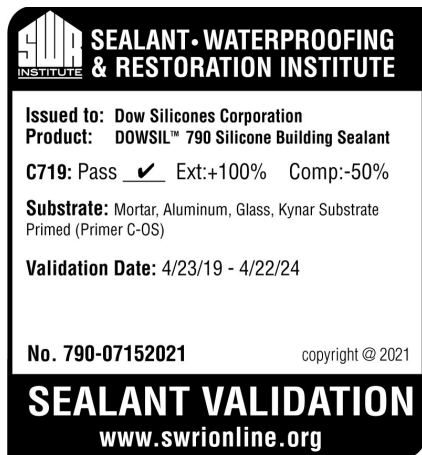 SWR
INSTITUTE
SEALANT • WATERPROOFING
& RESTORATION INSTITUTE
Issued to: Dow Silicones Corporation
Product: DOWSIL™ 790 Silicone Building Sealant
C719: Pass ✔ Ext:+100% Comp:-50%
Substrate: Mortar, Aluminum, Glass, Kynar Substrate
Primed (Primer C-OS)
Validation Date: 4/23/19 - 4/22/24
No. 790-07152021 copyright @ 2021
SEALANT VALIDATION
www.swrionline.org